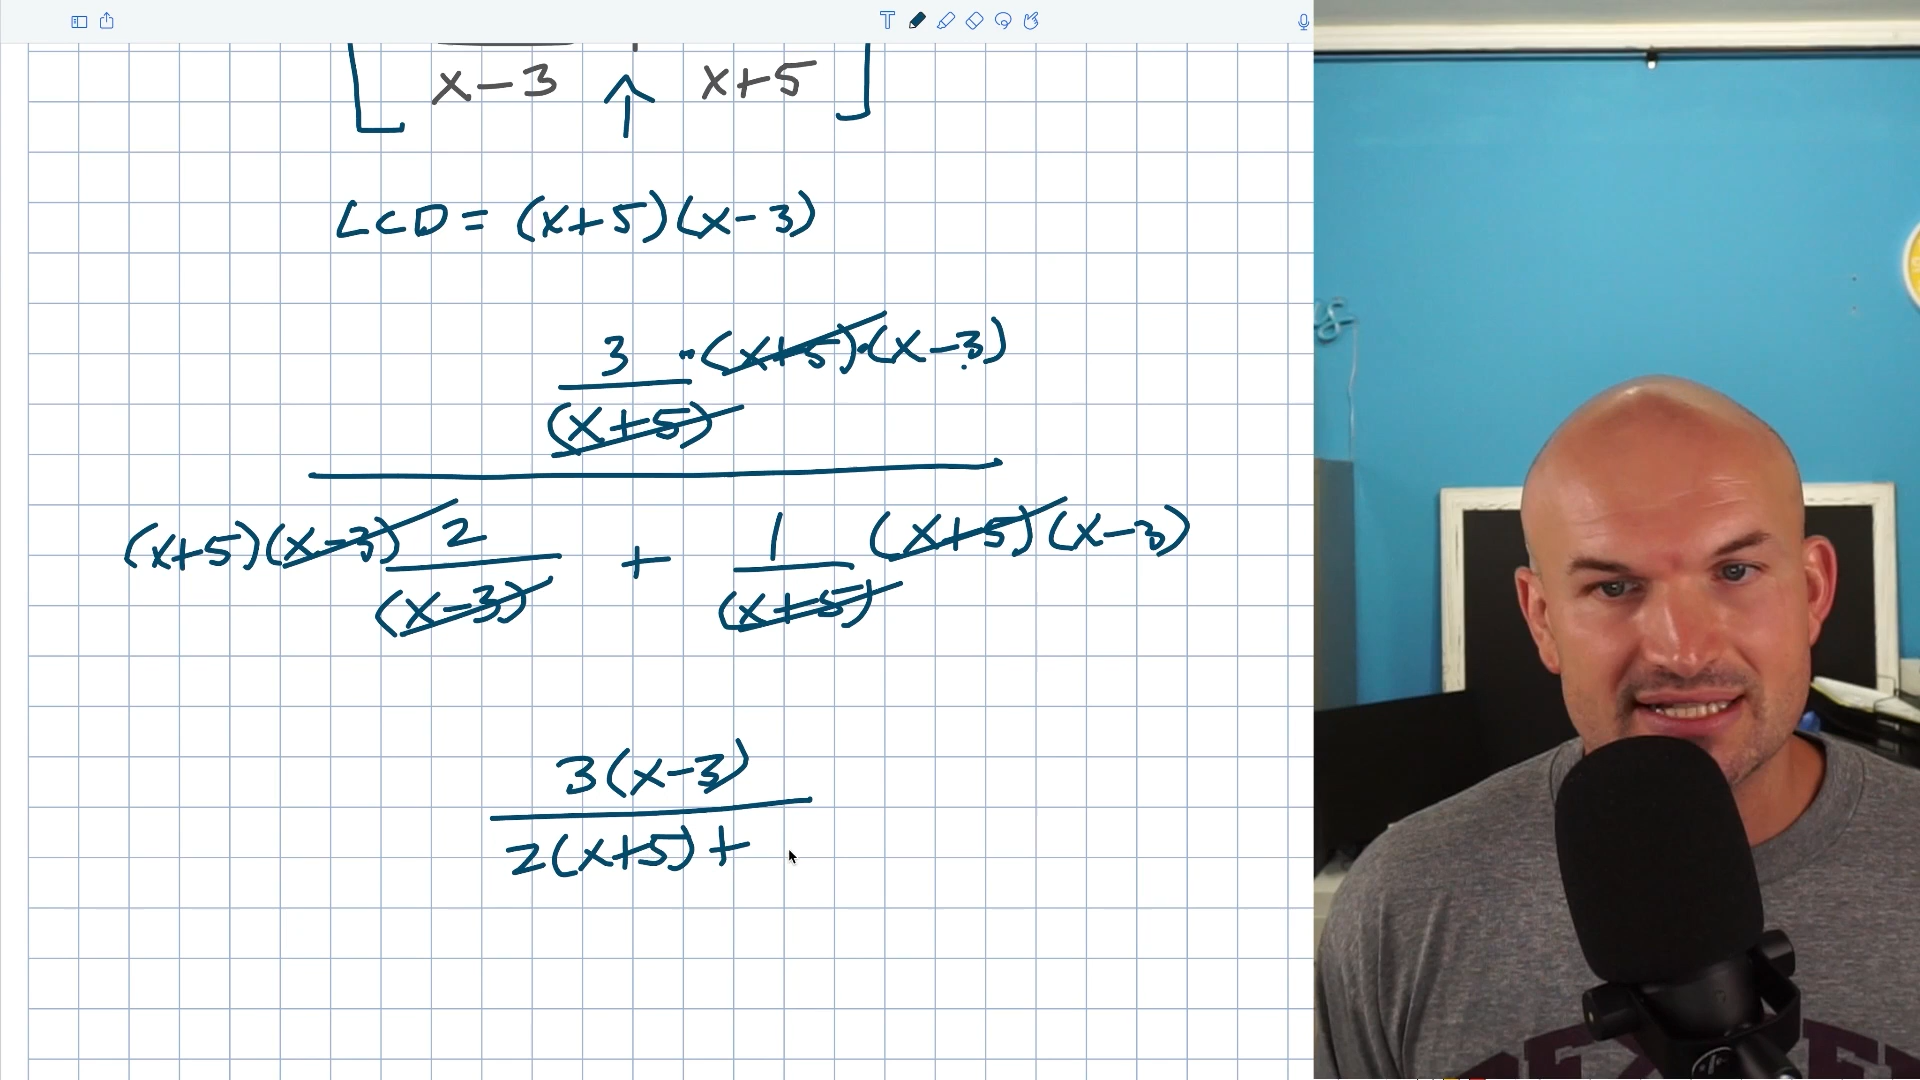 x-3 x+5
LCD = (x+5)(x-3)
3 · (x+5)·(x-3)
(x+5)
(x+5)(x-3) 2 + 1 (x+5)(x-3)
(x-3) (x+5)
3(x-3)
2(x+5)+